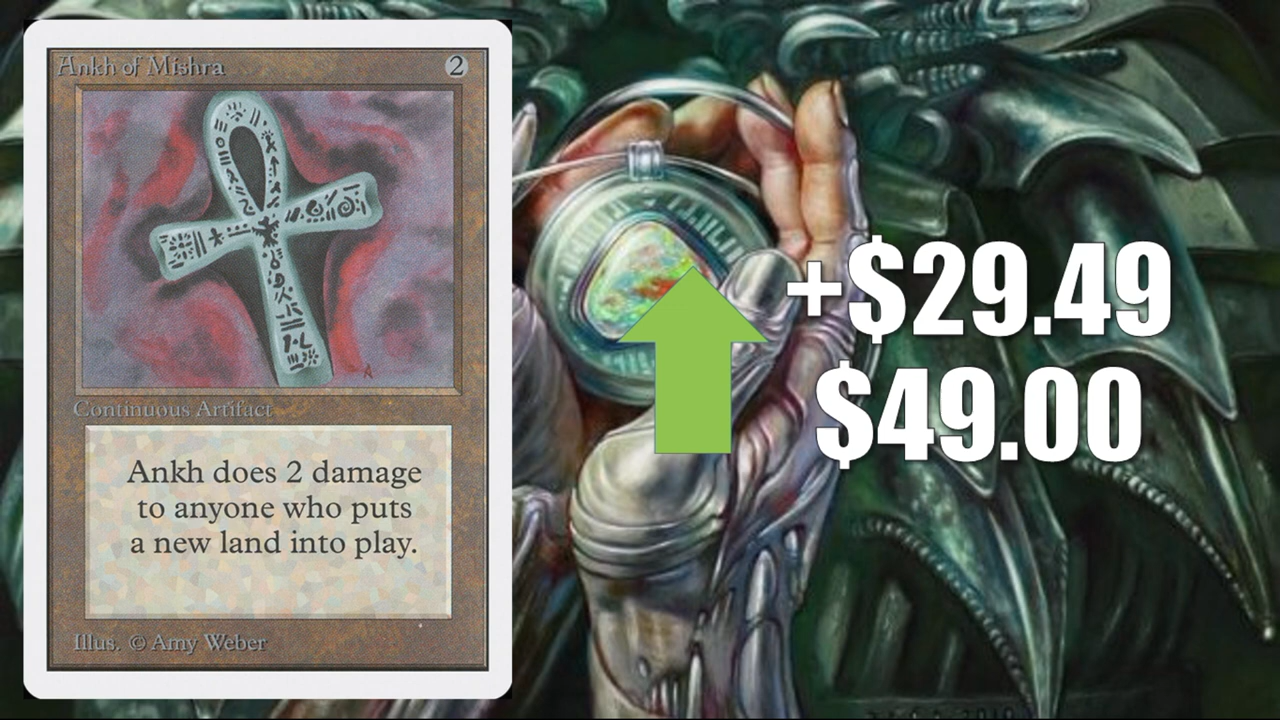 Ankh of Mishra 2
Continuous Artifact
Ankh does 2 damage
to anyone who puts
a new land into play.
Illus. © Amy Weber
+$29.49
$49.00